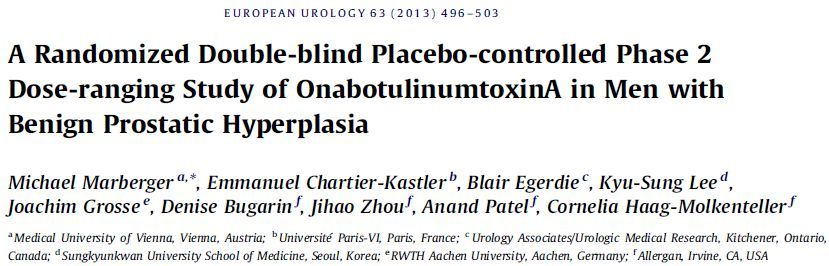 EUROPEAN UROLOGY 63 (2013) 496–503
A Randomized Double-blind Placebo-controlled Phase 2
Dose-ranging Study of OnabotulinumtoxinA in Men with
Benign Prostatic Hyperplasia
Michael Marberger a,*, Emmanuel Chartier-Kastler b, Blair Egerdie c, Kyu-Sung Lee d,
Joachim Grosse e, Denise Bugarin f, Jihao Zhou f, Anand Patel f, Cornelia Haag-Molkenteller f
a Medical University of Vienna, Vienna, Austria; b Université Paris-VI, Paris, France; c Urology Associates/Urologic Medical Research, Kitchener, Ontario,
Canada; d Sungkyunkwan University School of Medicine, Seoul, Korea; e RWTH Aachen University, Aachen, Germany; f Allergan, Irvine, CA, USA